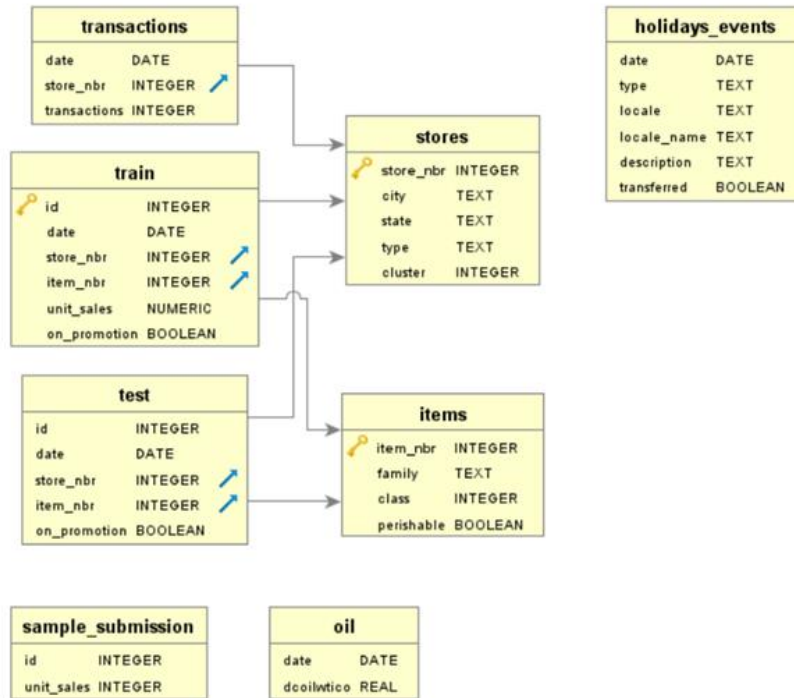 transactions
date DATE
store_nbr INTEGER
transactions INTEGER
holidays_events
date DATE
type TEXT
locale TEXT
locale_name TEXT
description TEXT
transferred BOOLEAN
stores
store_nbr INTEGER
city TEXT
state TEXT
type TEXT
cluster INTEGER
train
id INTEGER
date DATE
store_nbr INTEGER
item_nbr INTEGER
unit_sales NUMERIC
on_promotion BOOLEAN
test
id INTEGER
date DATE
store_nbr INTEGER
item_nbr INTEGER
on_promotion BOOLEAN
items
item_nbr INTEGER
family TEXT
class INTEGER
perishable BOOLEAN
sample_submission
id INTEGER
unit_sales INTEGER
oil
date DATE
dcoilwtico REAL